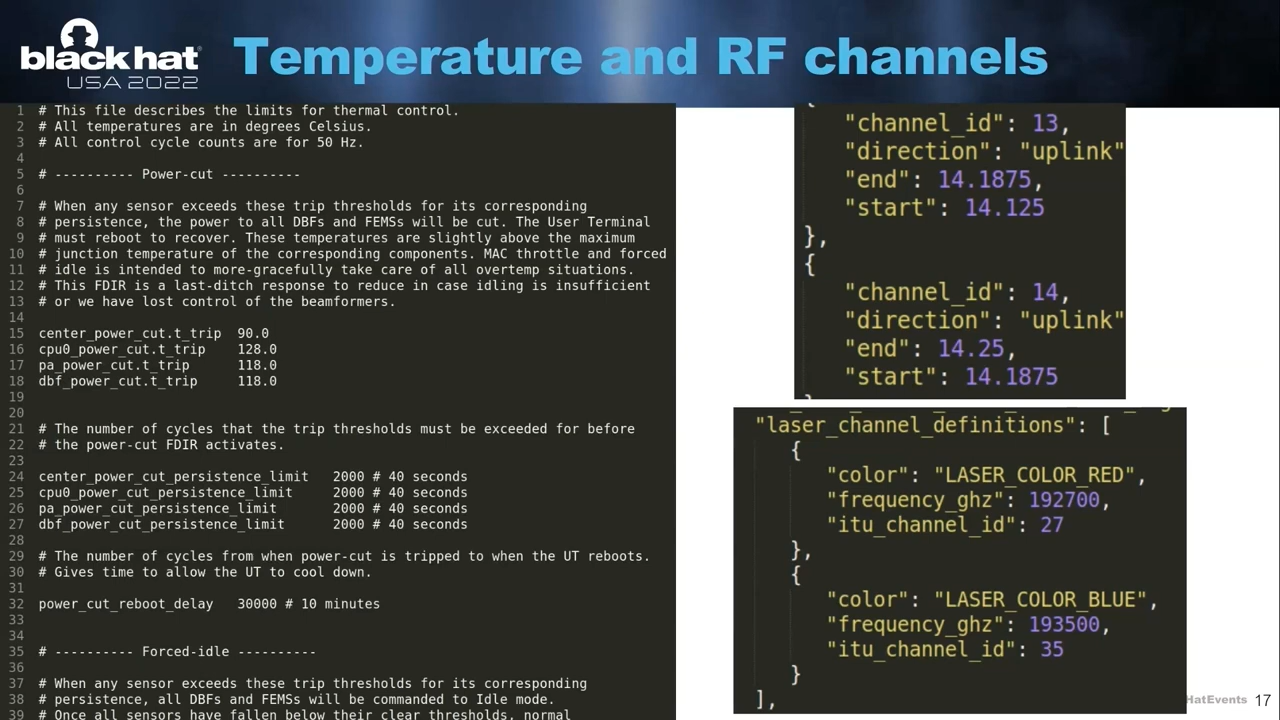 black hat
USA 2022
Temperature and RF channels
1 # This file describes the limits for thermal control.
2 # All temperatures are in degrees Celsius.
3 # All control cycle counts are for 50 Hz.
4
5 # ---------- Power-cut ----------
6
7 # When any sensor exceeds these trip thresholds for its corresponding
8 # persistence, the power to all DBFs and FEMSs will be cut. The User Terminal
9 # must reboot to recover. These temperatures are slightly above the maximum
10 # junction temperature of the corresponding components. MAC throttle and forced
11 # idle is intended to more-gracefully take care of all overtemp situations.
12 # This FDIR is a last-ditch response to reduce in case idling is insufficient
13 # or we have lost control of the beamformers.
14
15 center_power_cut.t_trip 90.0
16 cpu0_power_cut.t_trip 128.0
17 pa_power_cut.t_trip 118.0
18 dbf_power_cut.t_trip 118.0
19
20
21 # The number of cycles that the trip thresholds must be exceeded for before
22 # the power-cut FDIR activates.
23
24 center_power_cut_persistence_limit 2000 # 40 seconds
25 cpu0_power_cut_persistence_limit 2000 # 40 seconds
26 pa_power_cut_persistence_limit 2000 # 40 seconds
27 dbf_power_cut_persistence_limit 2000 # 40 seconds
28
29 # The number of cycles from when power-cut is tripped to when the UT reboots.
30 # Gives time to allow the UT to cool down.
31
32 power_cut_reboot_delay 30000 # 10 minutes
33
34
35 # ---------- Forced-idle ----------
36
37 # When any sensor exceeds these trip thresholds for its corresponding
38 # persistence, all DBFs and FEMSs will be commanded to Idle mode.
39 # Once all sensors have fallen below their clear thresholds, normal
"channel_id": 13,
"direction": "uplink"
"end": 14.1875,
"start": 14.125
},
{
"channel_id": 14,
"direction": "uplink"
"end": 14.25,
"start": 14.1875
"laser_channel_definitions": [
{
"color": "LASER_COLOR_RED",
"frequency_ghz": 192700,
"itu_channel_id": 27
},
{
"color": "LASER_COLOR_BLUE",
"frequency_ghz": 193500,
"itu_channel_id": 35
}
],
HatEvents 17